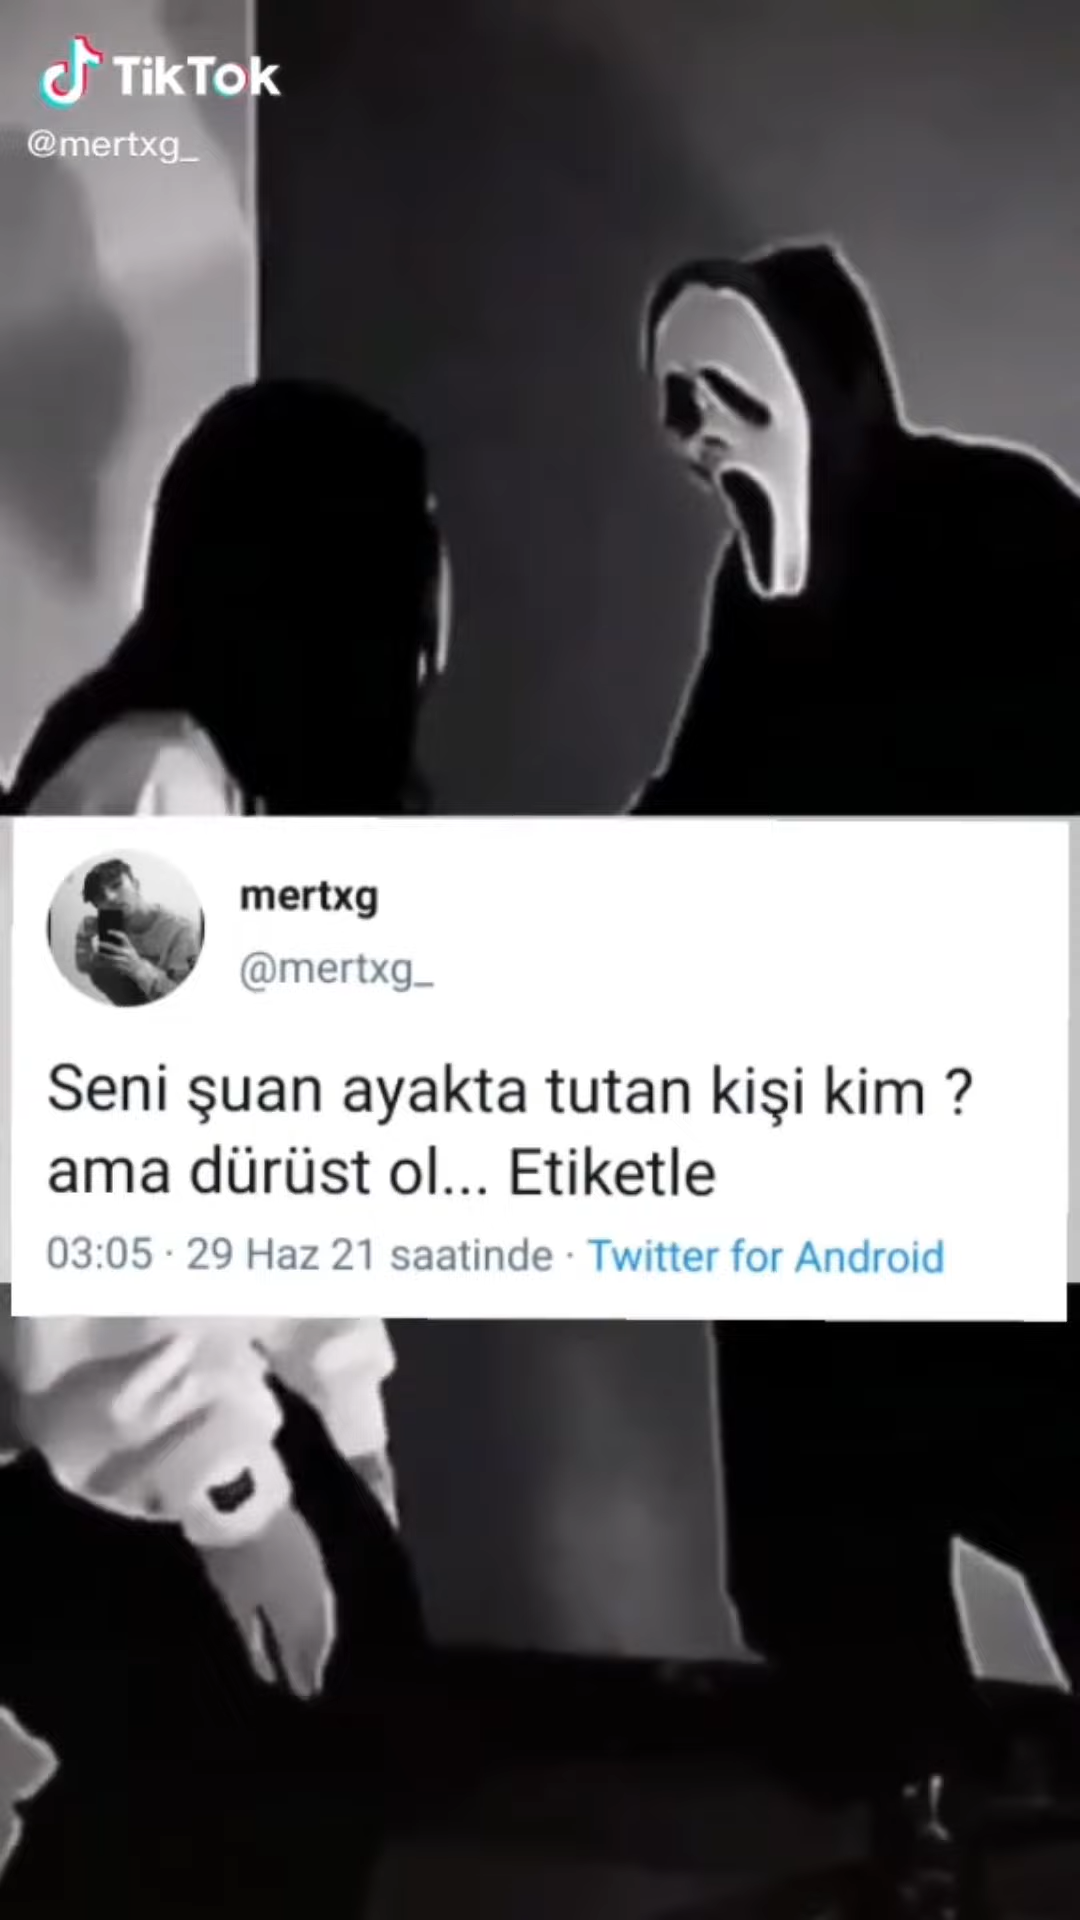 TikTok
@mertxg_
mertxg
@mertxg_
Seni şuan ayakta tutan kişi kim ?
ama dürüst ol... Etiketle
03:05 · 29 Haz 21 saatinde · Twitter for Android